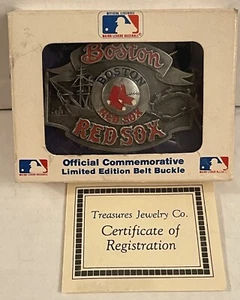 Boston
BOSTON
RED SOX
RED SOX
Official Commemorative
Limited Edition Belt Buckle
Treasures Jewelry Co.
Certificate of
Registration